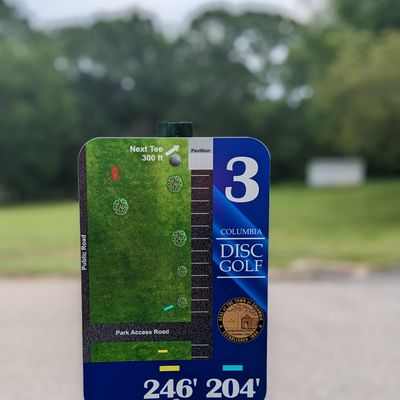 Next Tee
300 ft
Pavilion
3
Public Road
COLUMBIA
DISC
GOLF
Park Access Road
246' 204'